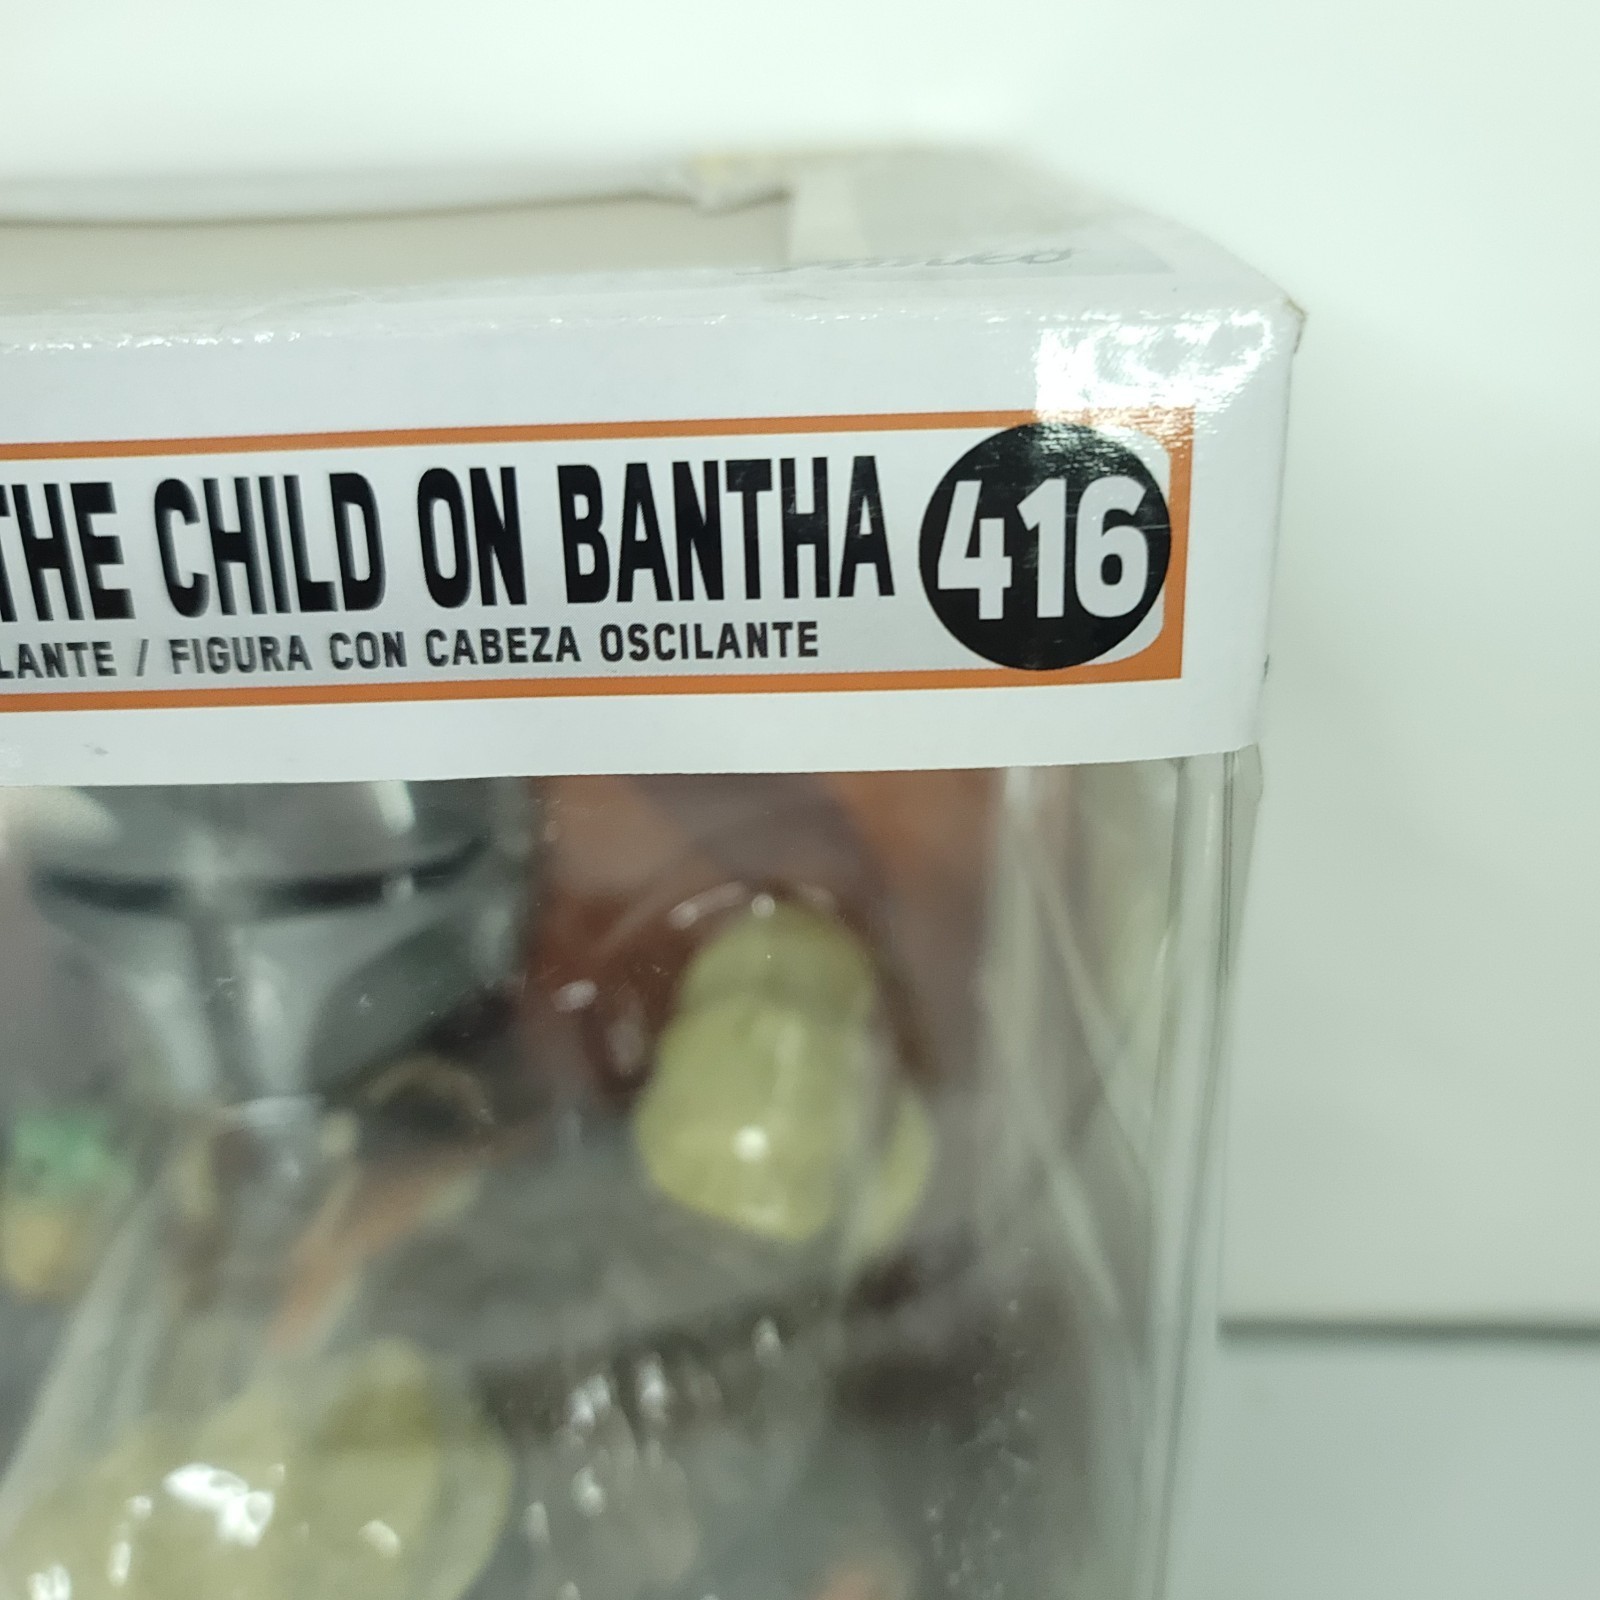 THE CHILD ON BANTHA 416
LANTE / FIGURA CON CABEZA OSCILANTE